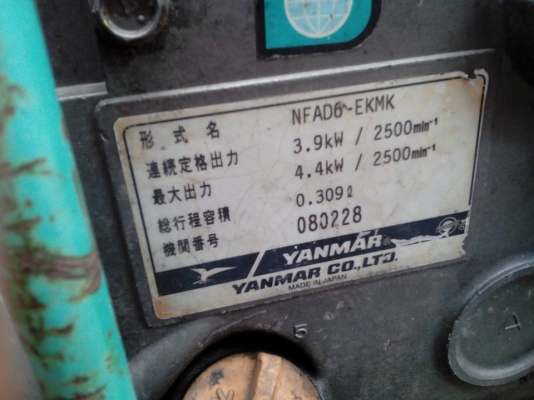 形式名 NFAD6-EKMK
連続定格出力 3.9kW / 2500min⁻¹
最大出力 4.4kW / 2500min⁻¹
総行程容積 0.309ℓ
機関番号 080228
YANMAR®
YANMAR CO.,LTD.
MADE IN JAPAN
5